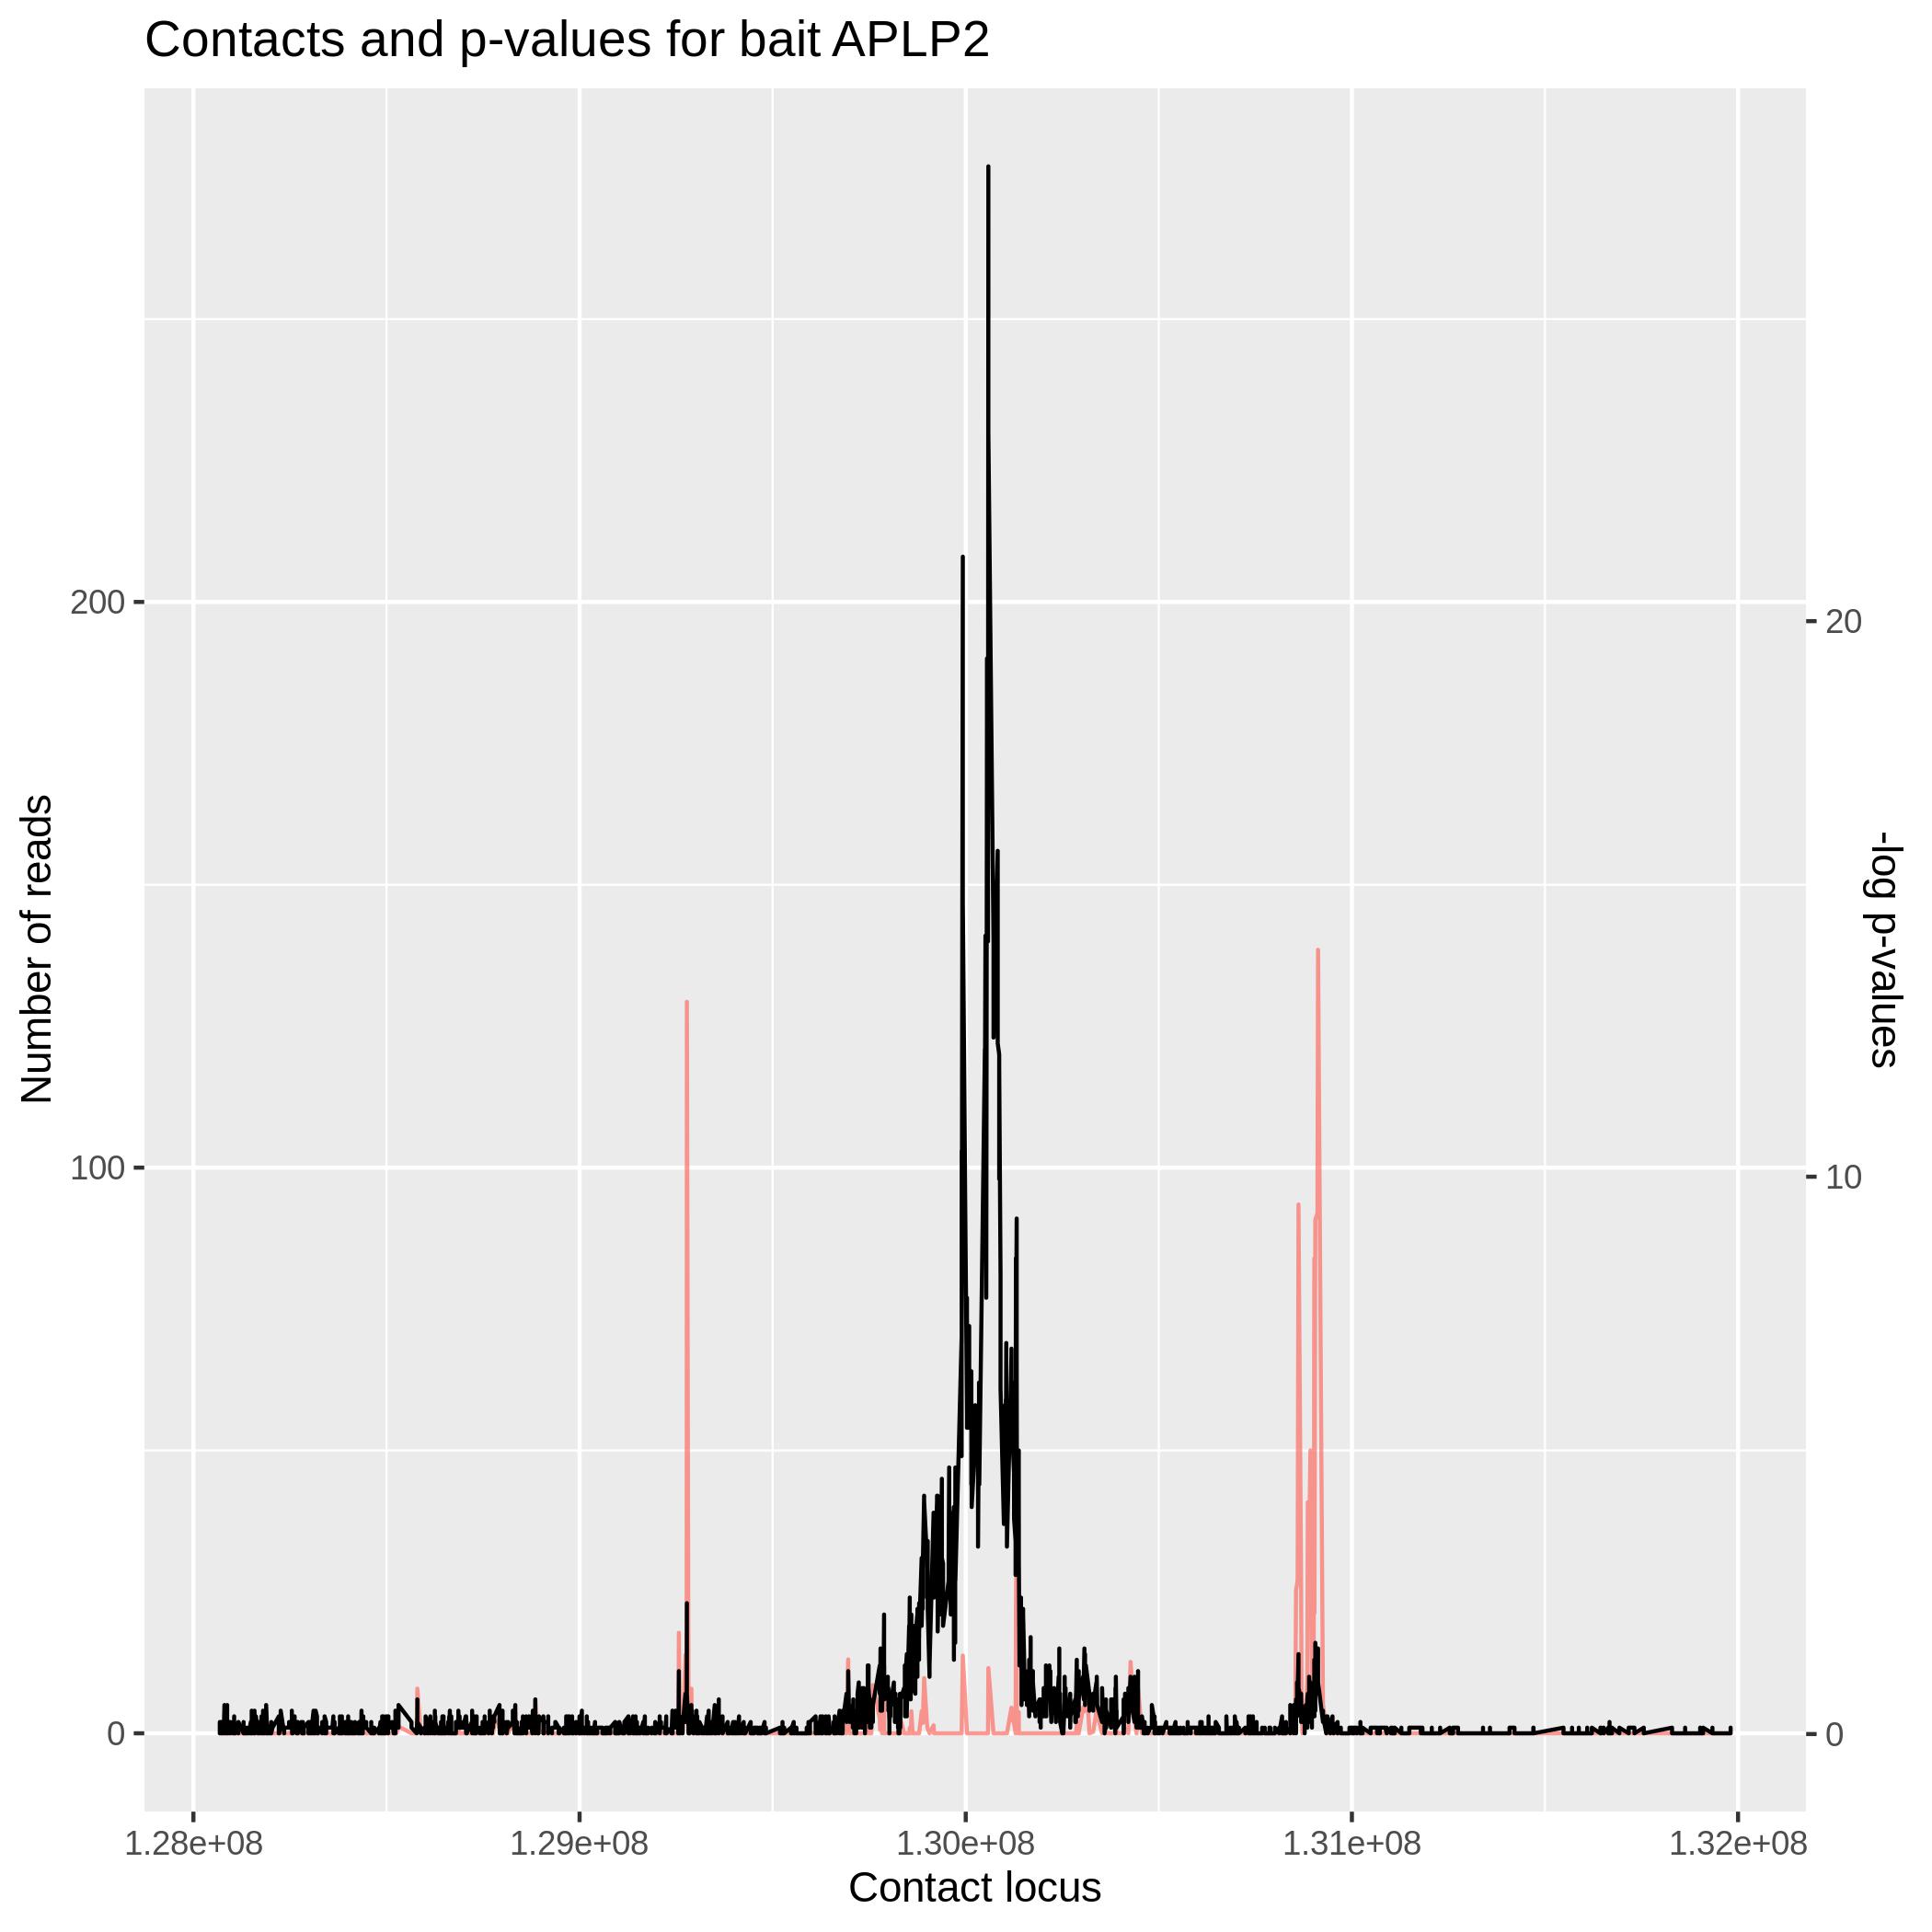 Contacts and p-values for bait APLP2
Number of reads
200
100
0
20
10
0
-log p-values
1.28e+08
1.29e+08
1.30e+08
1.31e+08
1.32e+08
Contact locus